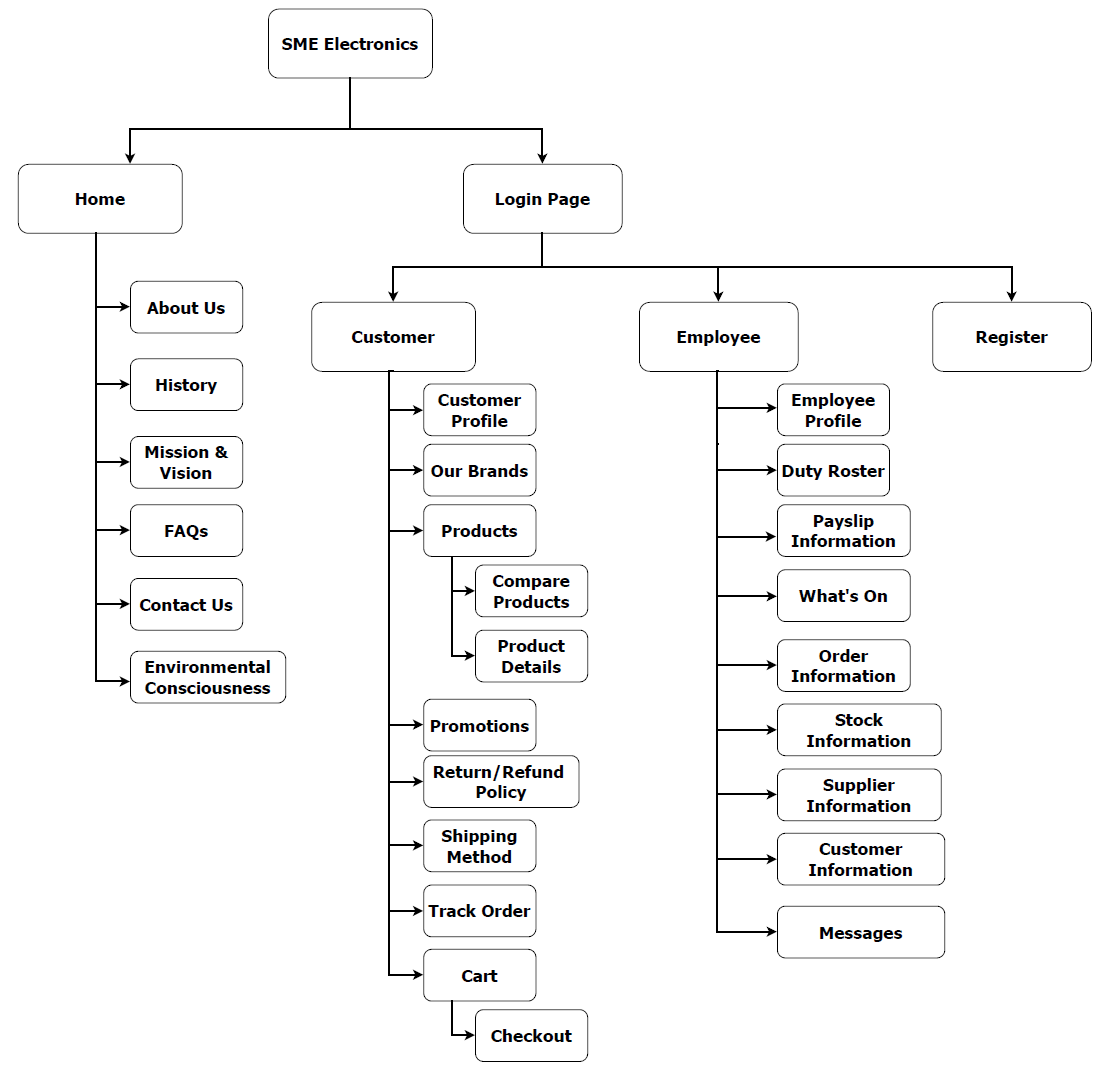 SME Electronics
Home
Login Page
About Us
History
Mission &
Vision
FAQs
Contact Us
Environmental
Consciousness
Customer
Employee
Register
Customer
Profile
Our Brands
Products
Compare
Products
Product
Details
Promotions
Return/Refund
Policy
Shipping
Method
Track Order
Cart
Checkout
Employee
Profile
Duty Roster
Payslip
Information
What's On
Order
Information
Stock
Information
Supplier
Information
Customer
Information
Messages